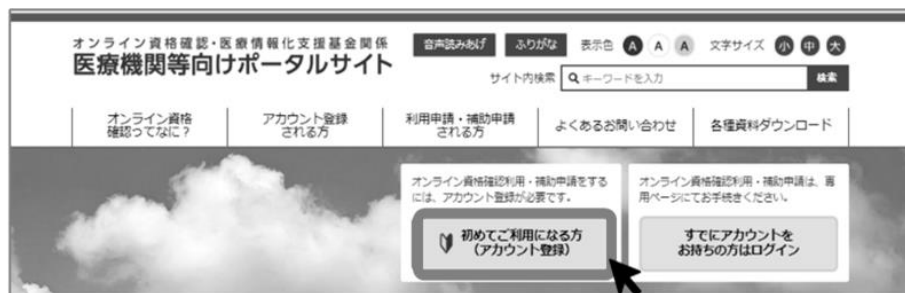 オンライン資格確認・医療情報化支援基金関係
医療機関等向けポータルサイト
音声読みあげ ふりがな 表示色 A A A 文字サイズ 小 中 大
サイト内検索 キーワードを入力 検索
オンライン資格
確認ってなに？
アカウント登録
される方
利用申請・補助申請
される方
よくあるお問い合わせ
各種資料ダウンロード
オンライン資格確認利用・補助申請をする
には、アカウント登録が必要です。
初めてご利用になる方
（アカウント登録）
オンライン資格確認利用・補助申請は、専
用ページにてお手続きください。
すでにアカウントを
お持ちの方はログイン